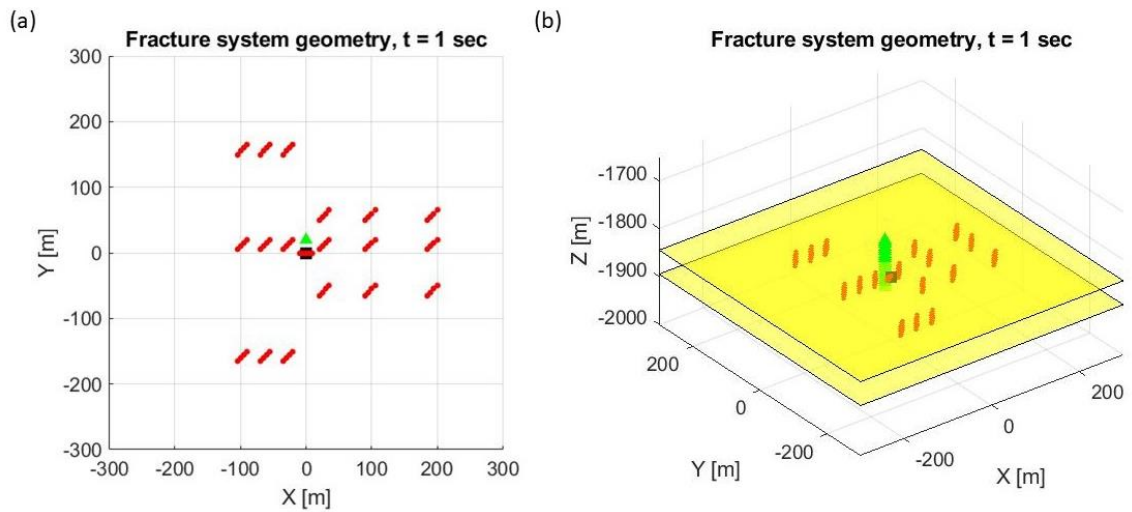 (a)
Fracture system geometry, t = 1 sec
300
200
100
0
-100
-200
-300
Y [m]
-300 -200 -100 0 100 200 300
X [m]
(b)
Fracture system geometry, t = 1 sec
-1700
-1800
-1900
-2000
Z [m]
200
0
-200
Y [m]
-200
0
200
X [m]